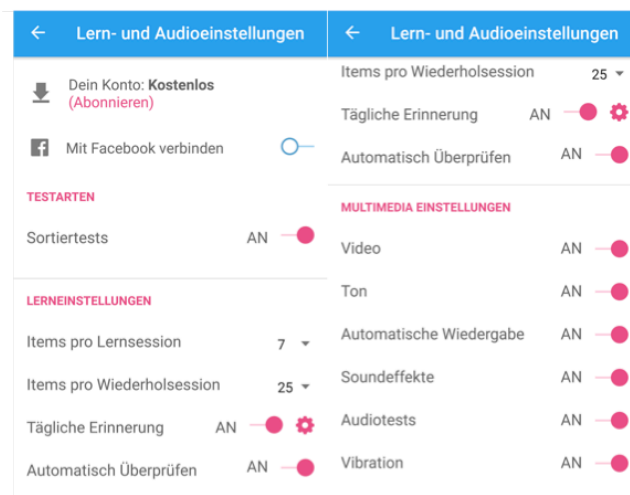 Lern- und Audioeinstellungen
Dein Konto: Kostenlos
(Abonnieren)
Mit Facebook verbinden
TESTARTEN
Sortiertests AN
LERNEINSTELLUNGEN
Items pro Lernsession 7
Items pro Wiederholsession 25
Tägliche Erinnerung AN
Automatisch Überprüfen AN
Lern- und Audioeinstellungen
Items pro Wiederholsession 25
Tägliche Erinnerung AN
Automatisch Überprüfen AN
MULTIMEDIA EINSTELLUNGEN
Video AN
Ton AN
Automatische Wiedergabe AN
Soundeffekte AN
Audiotests AN
Vibration AN